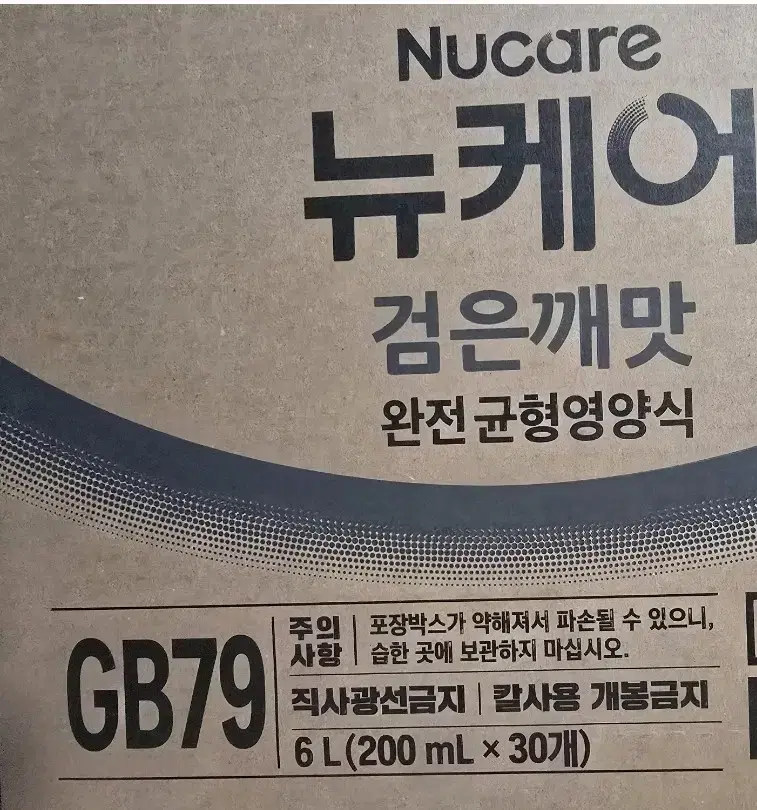 Nucare
뉴케어
검은깨맛
완전균형영양식
GB79
주의
사항
포장박스가 약해져서 파손될 수 있으니,
습한 곳에 보관하지 마십시오.
직사광선금지 | 칼사용 개봉금지
6 L(200 mL × 30개)